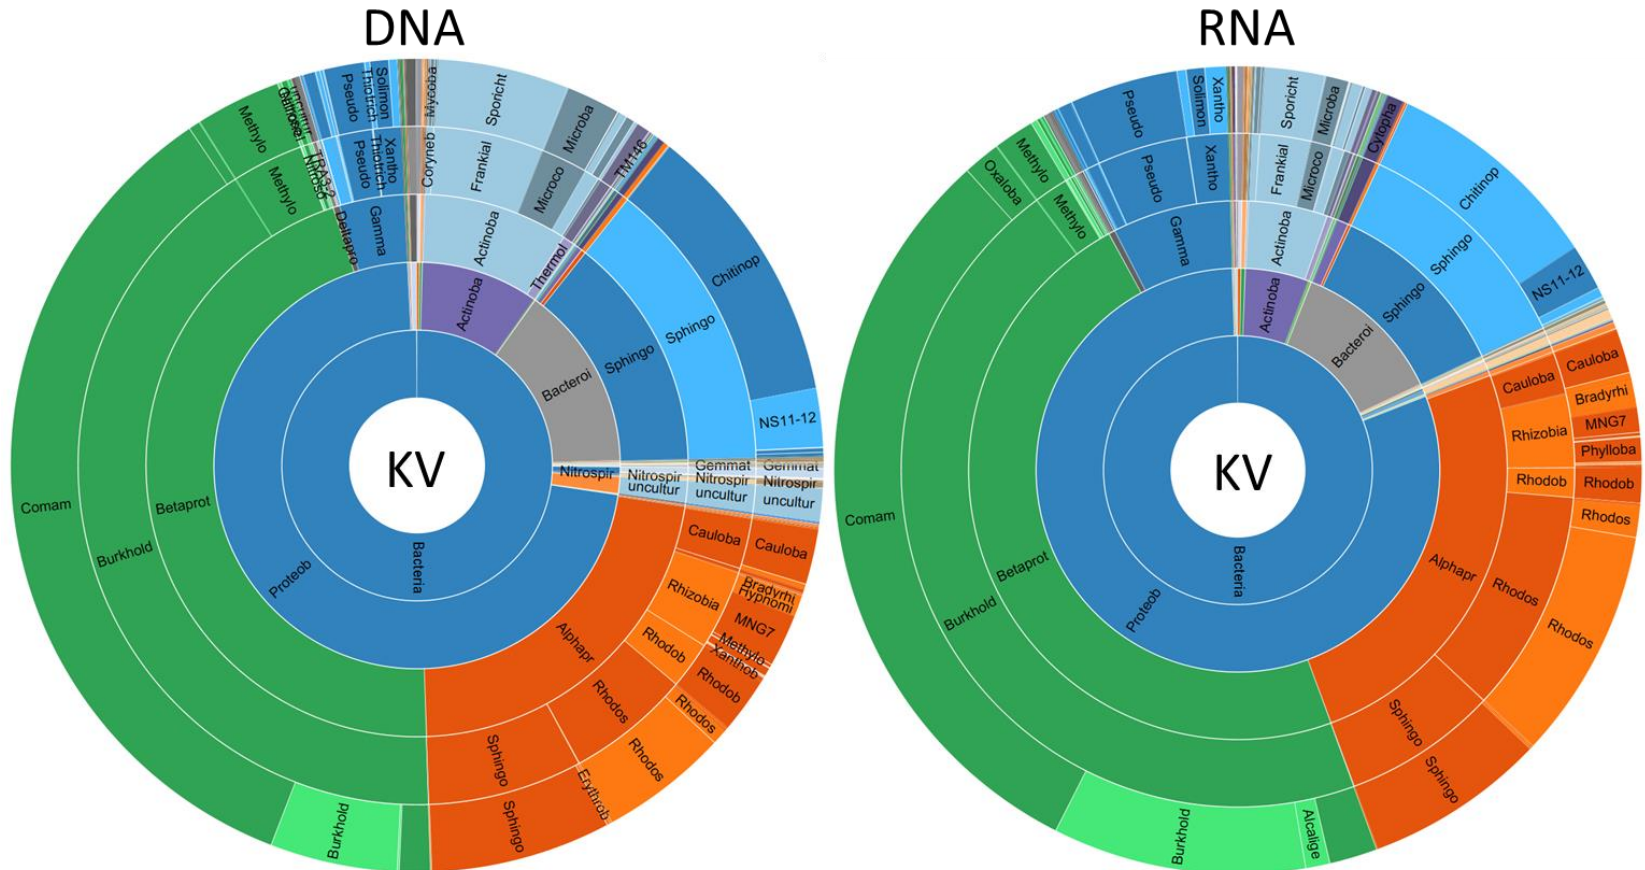 DNA
RNA
KV
Bacteria
Proteob
Betaprot
Burkhold
Comam
Burkhold
Methylo
Methylo
Nitroso
TRA3-2
Deltapro
Gamma
Pseudo
Thiotrich
Xantho
Pseudo
Thiotrich
Solimon
Mycoba
Coryneb
Sporicht
Frankial
Actinoba
Actinoba
Microba
Microco
TM146
Thermol
Bacteroi
Sphingo
Sphingo
Chitinop
NS11-12
Gemmat
Gemmat
Nitrospir
Nitrospir
Nitrospir
Nitrospir
uncultur
uncultur
uncultur
Alphapr
Cauloba
Cauloba
Rhizobia
Bradyrhi
Hyphomi
MNG7
Methylo
Xanthob
Rhodob
Rhodob
Rhodos
Rhodos
Rhodos
Sphingo
Erythrob
Sphingo
KV
Bacteria
Proteob
Betaprot
Burkhold
Comam
Burkhold
Alcalige
Oxaloba
Methylo
Methylo
Gamma
Pseudo
Xantho
Pseudo
Solimon
Xantho
Sporicht
Frankial
Actinoba
Actinoba
Microba
Microco
Cytopha
Bacteroi
Sphingo
Sphingo
Chitinop
NS11-12
Alphapr
Cauloba
Cauloba
Rhizobia
Bradyrhi
MNG7
Phylloba
Rhodob
Rhodob
Rhodos
Rhodos
Rhodos
Sphingo
Sphingo